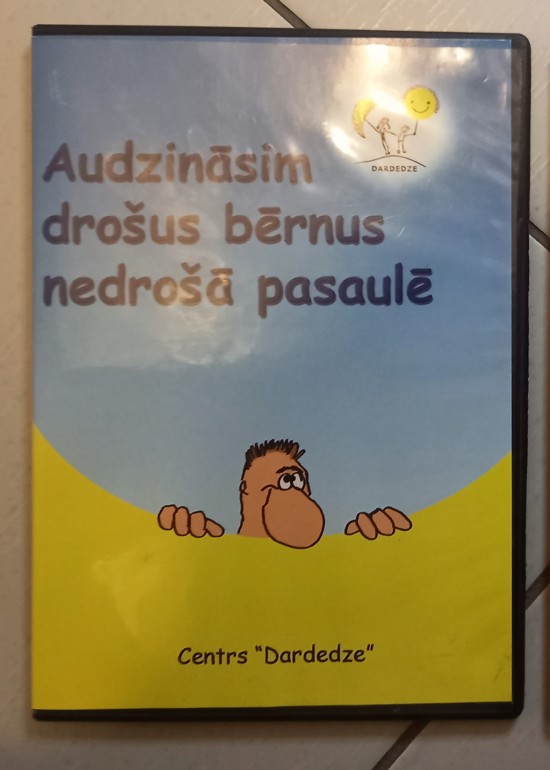 DARDEDZE
Audzināsim
drošus bērnus
nedrošā pasaulē
Centrs "Dardedze"